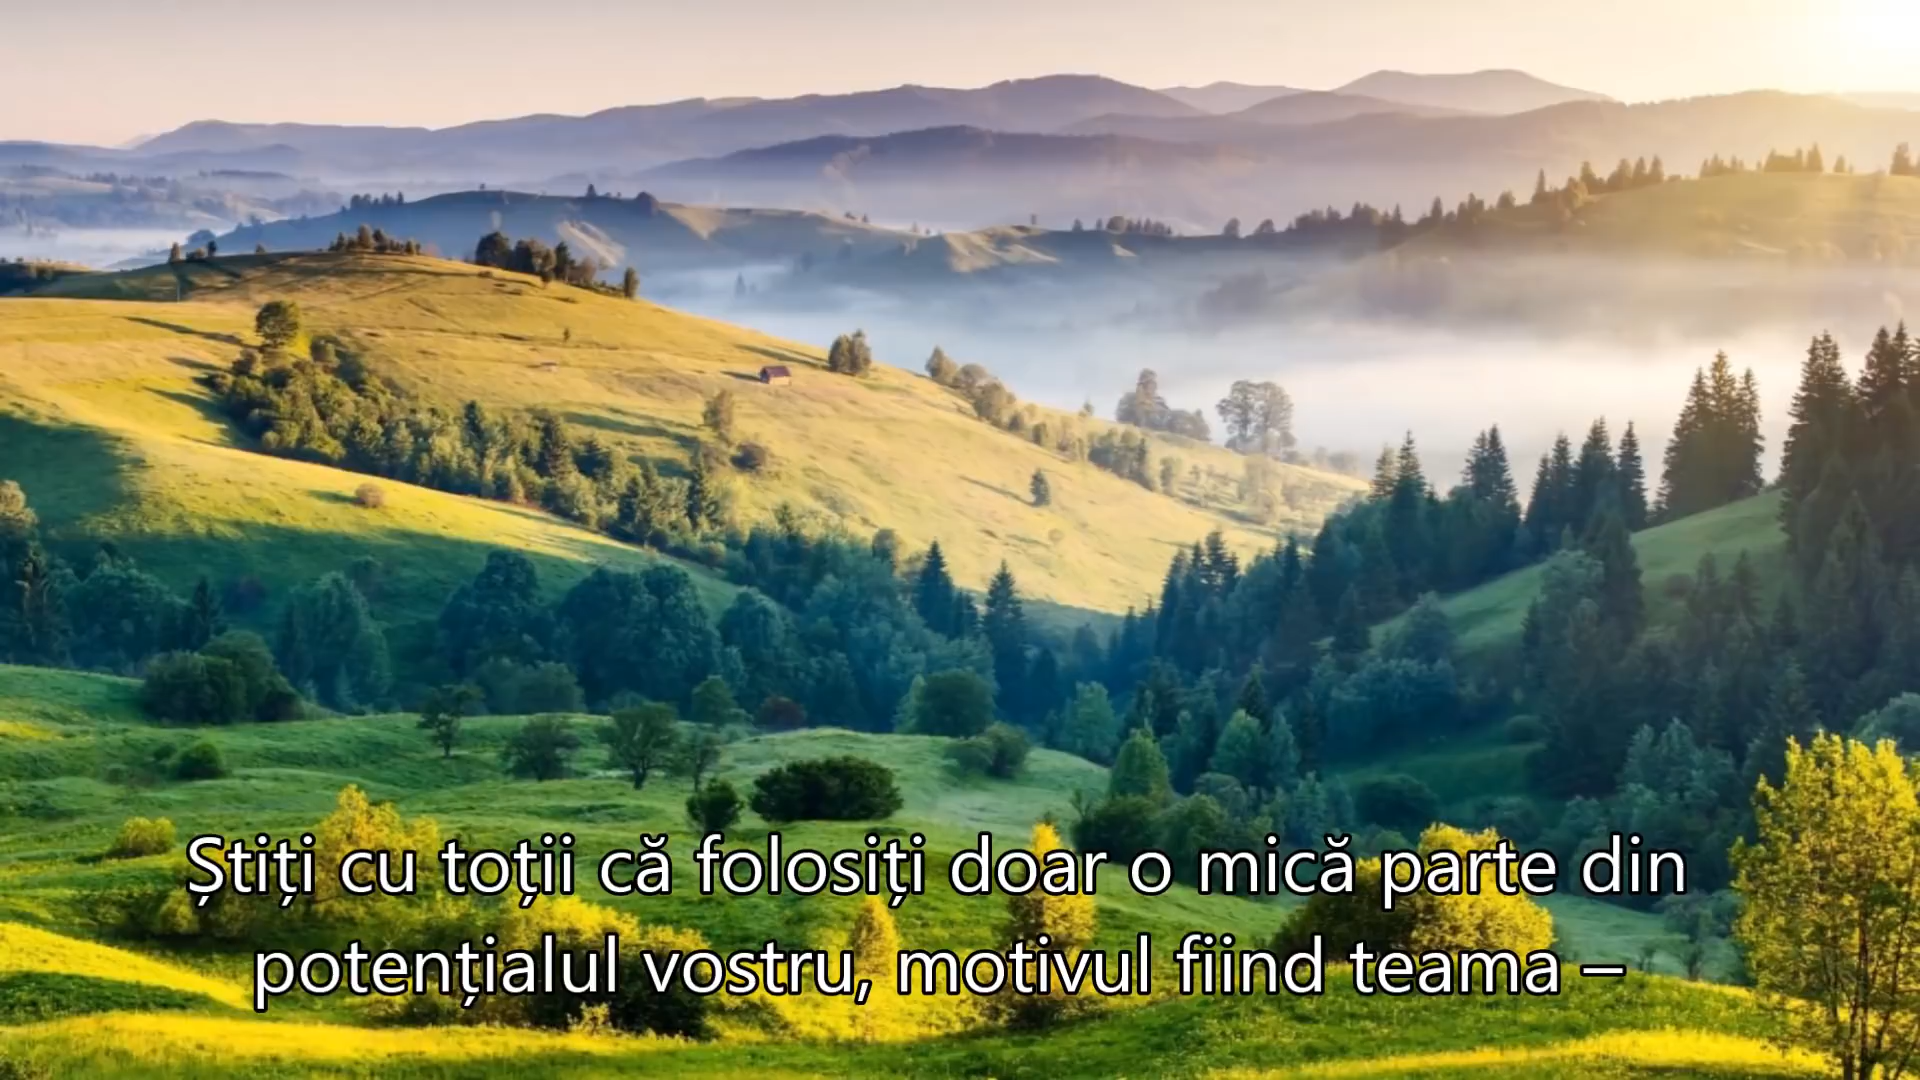 Știți cu toții că folosiți doar o mică parte din
potențialul vostru, motivul fiind teama –